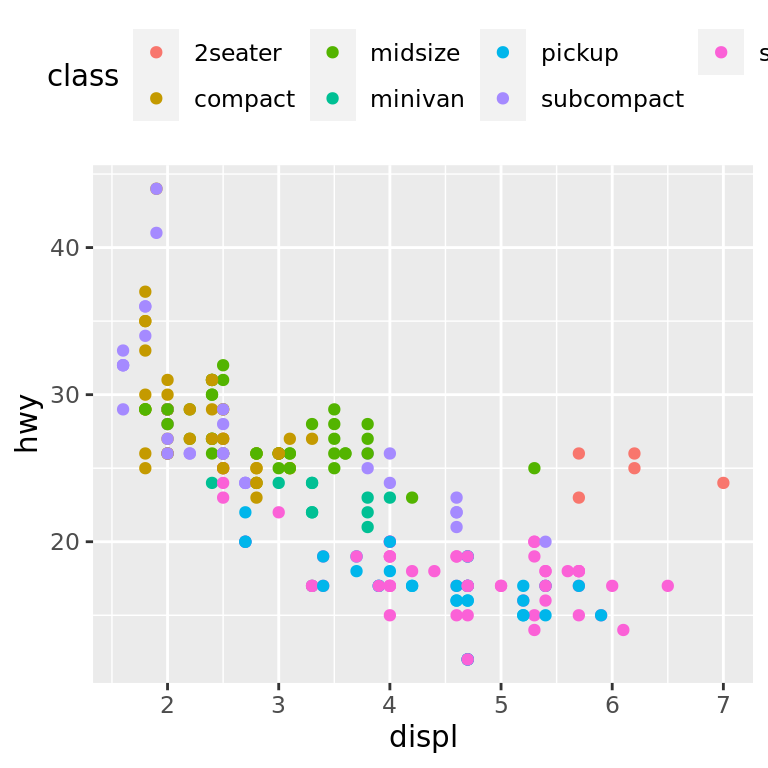 class 2seater midsize pickup s
compact minivan subcompact
40
30
20
hwy
2 3 4 5 6 7
displ